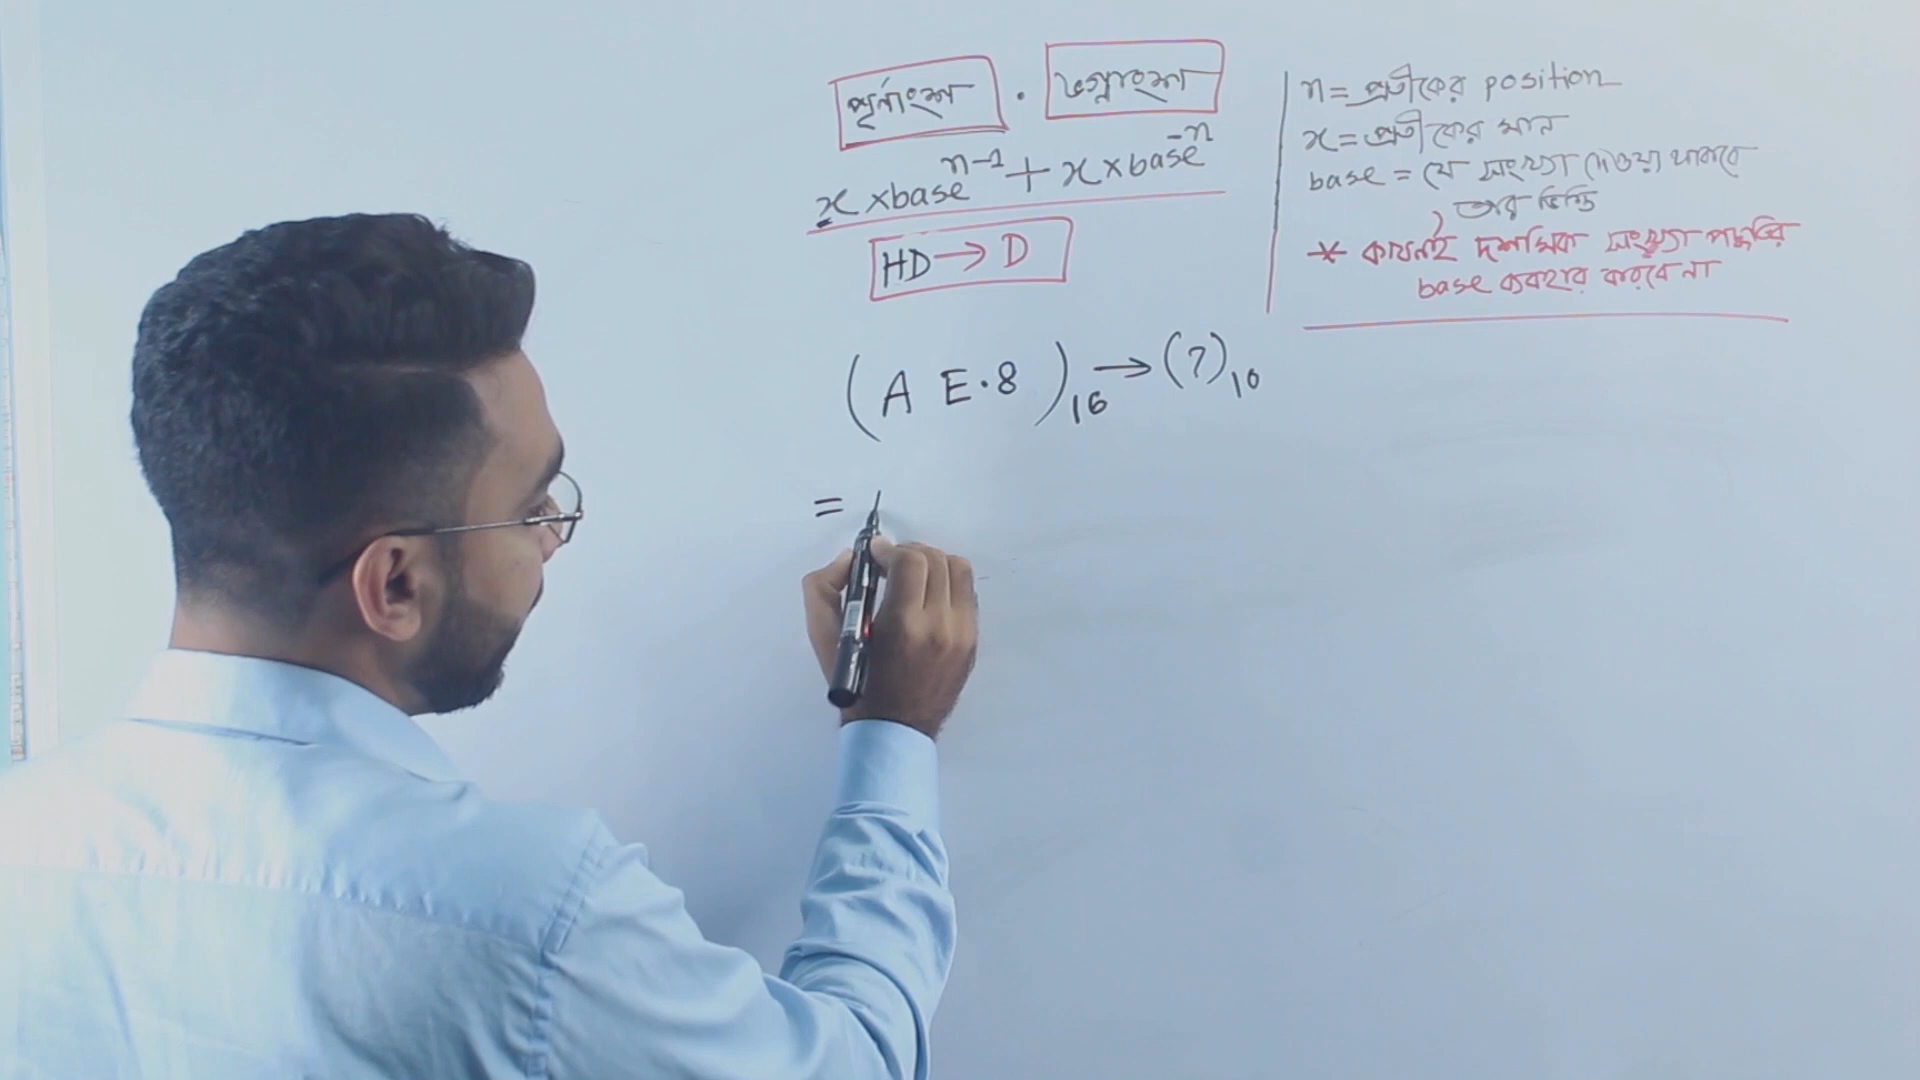 পূর্নাংশ . ভগ্নাংশ
x × base^n-1 + x × base^-n
HD → D
n = প্রতীকের position
x = প্রতীকের মান
base = যে সংখ্যা দেওয়া থাকবে
তার ভিত্তি
* কখনই দশমিক সংখ্যা পদ্ধতির
base ব্যবহার করবে না
(A E.8)₁₆ → (?)₁₀
=